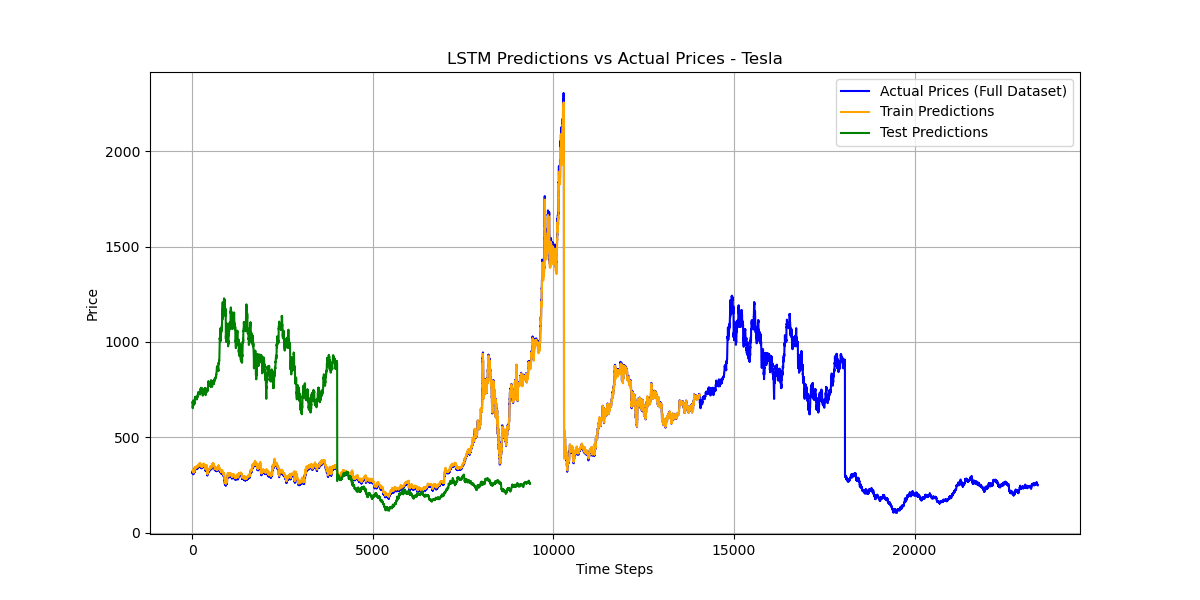 LSTM Predictions vs Actual Prices - Tesla
Actual Prices (Full Dataset)
Train Predictions
Test Predictions
Price
2000
1500
1000
500
0
0
5000
10000
15000
20000
Time Steps